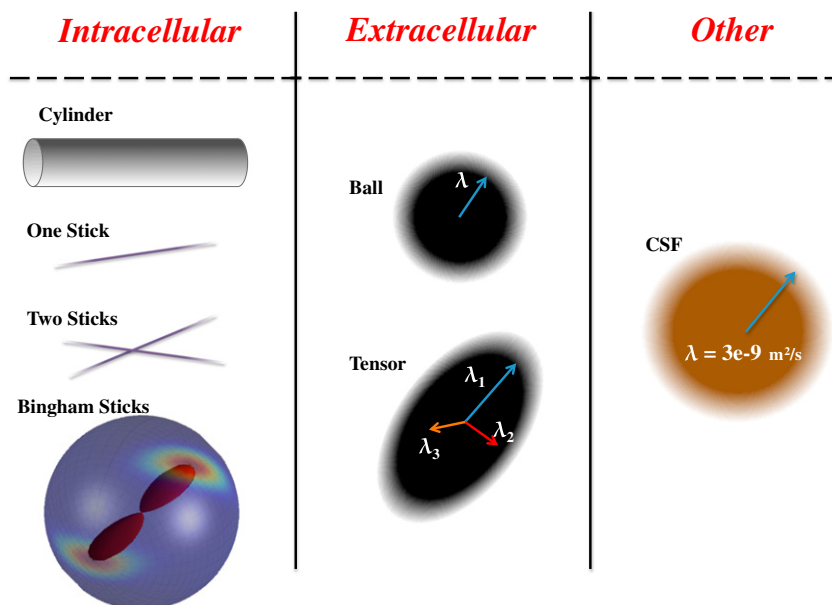 Intracellular
Extracellular
Other
Cylinder
One Stick
Two Sticks
Bingham Sticks
Ball
λ
Tensor
λ1
λ2
λ3
CSF
λ = 3e-9 m²/s